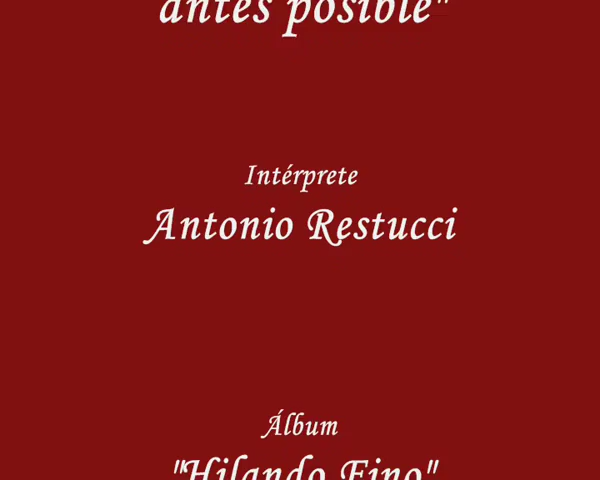 antes posible"
Intérprete
Antonio Restucci
Álbum
"Hilando Fino"